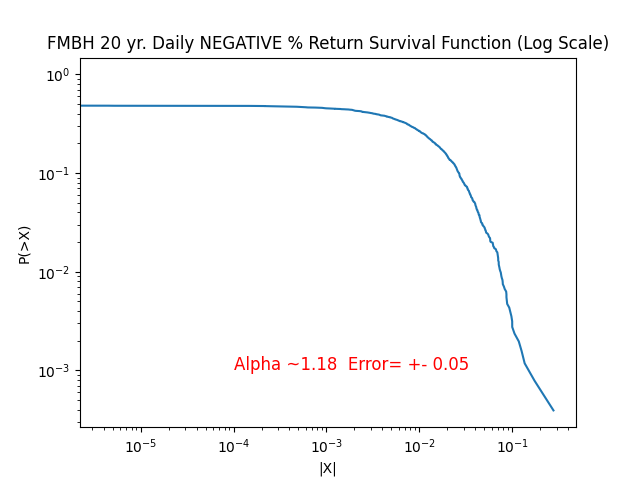 FMBH 20 yr. Daily NEGATIVE % Return Survival Function (Log Scale)
10⁰
10⁻¹
10⁻²
10⁻³
P(>X)
Alpha ~1.18  Error= +- 0.05
10⁻⁵
10⁻⁴
10⁻³
10⁻²
10⁻¹
|X|